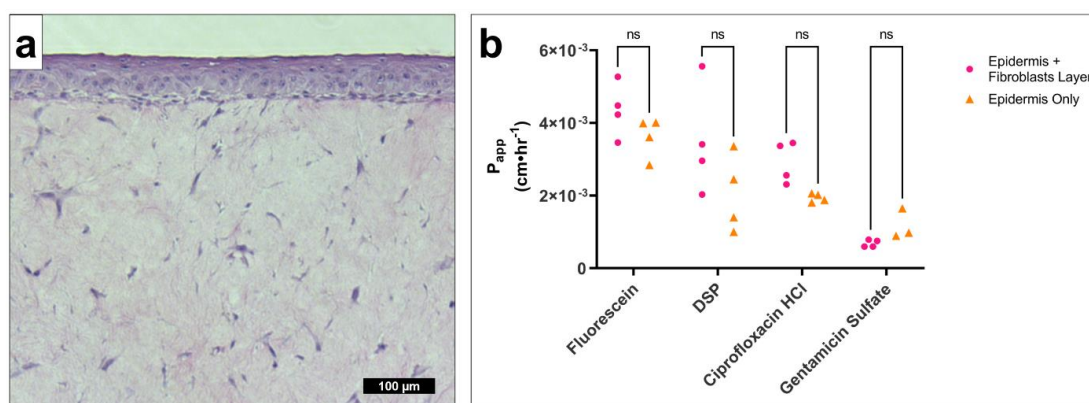 a
100 µm
b
ns
ns
ns
ns
6×10⁻³
4×10⁻³
2×10⁻³
0
Papp
(cm•hr⁻¹)
Fluorescein
DSP
Ciprofloxacin HCl
Gentamicin Sulfate
Epidermis +
Fibroblasts Layer
Epidermis Only